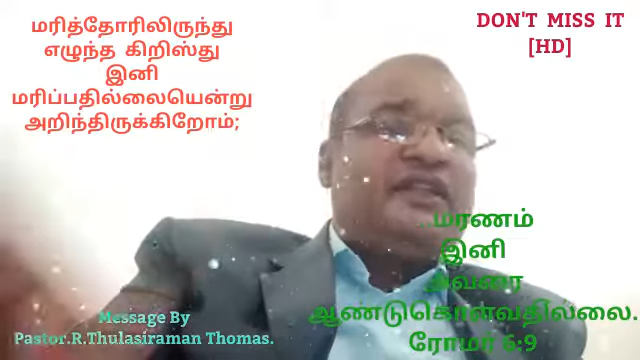 மரித்தோரிலிருந்து
எழுந்த கிறிஸ்து
இனி
மரிப்பதில்லையென்று
அறிந்திருக்கிறோம்;
DON'T MISS IT
[HD]
மரணம்
இனி
அவரை
ஆண்டுகொள்வதில்லை.
ரோமர் 6:9
Message By
Pastor.R.Thulasiraman Thomas.